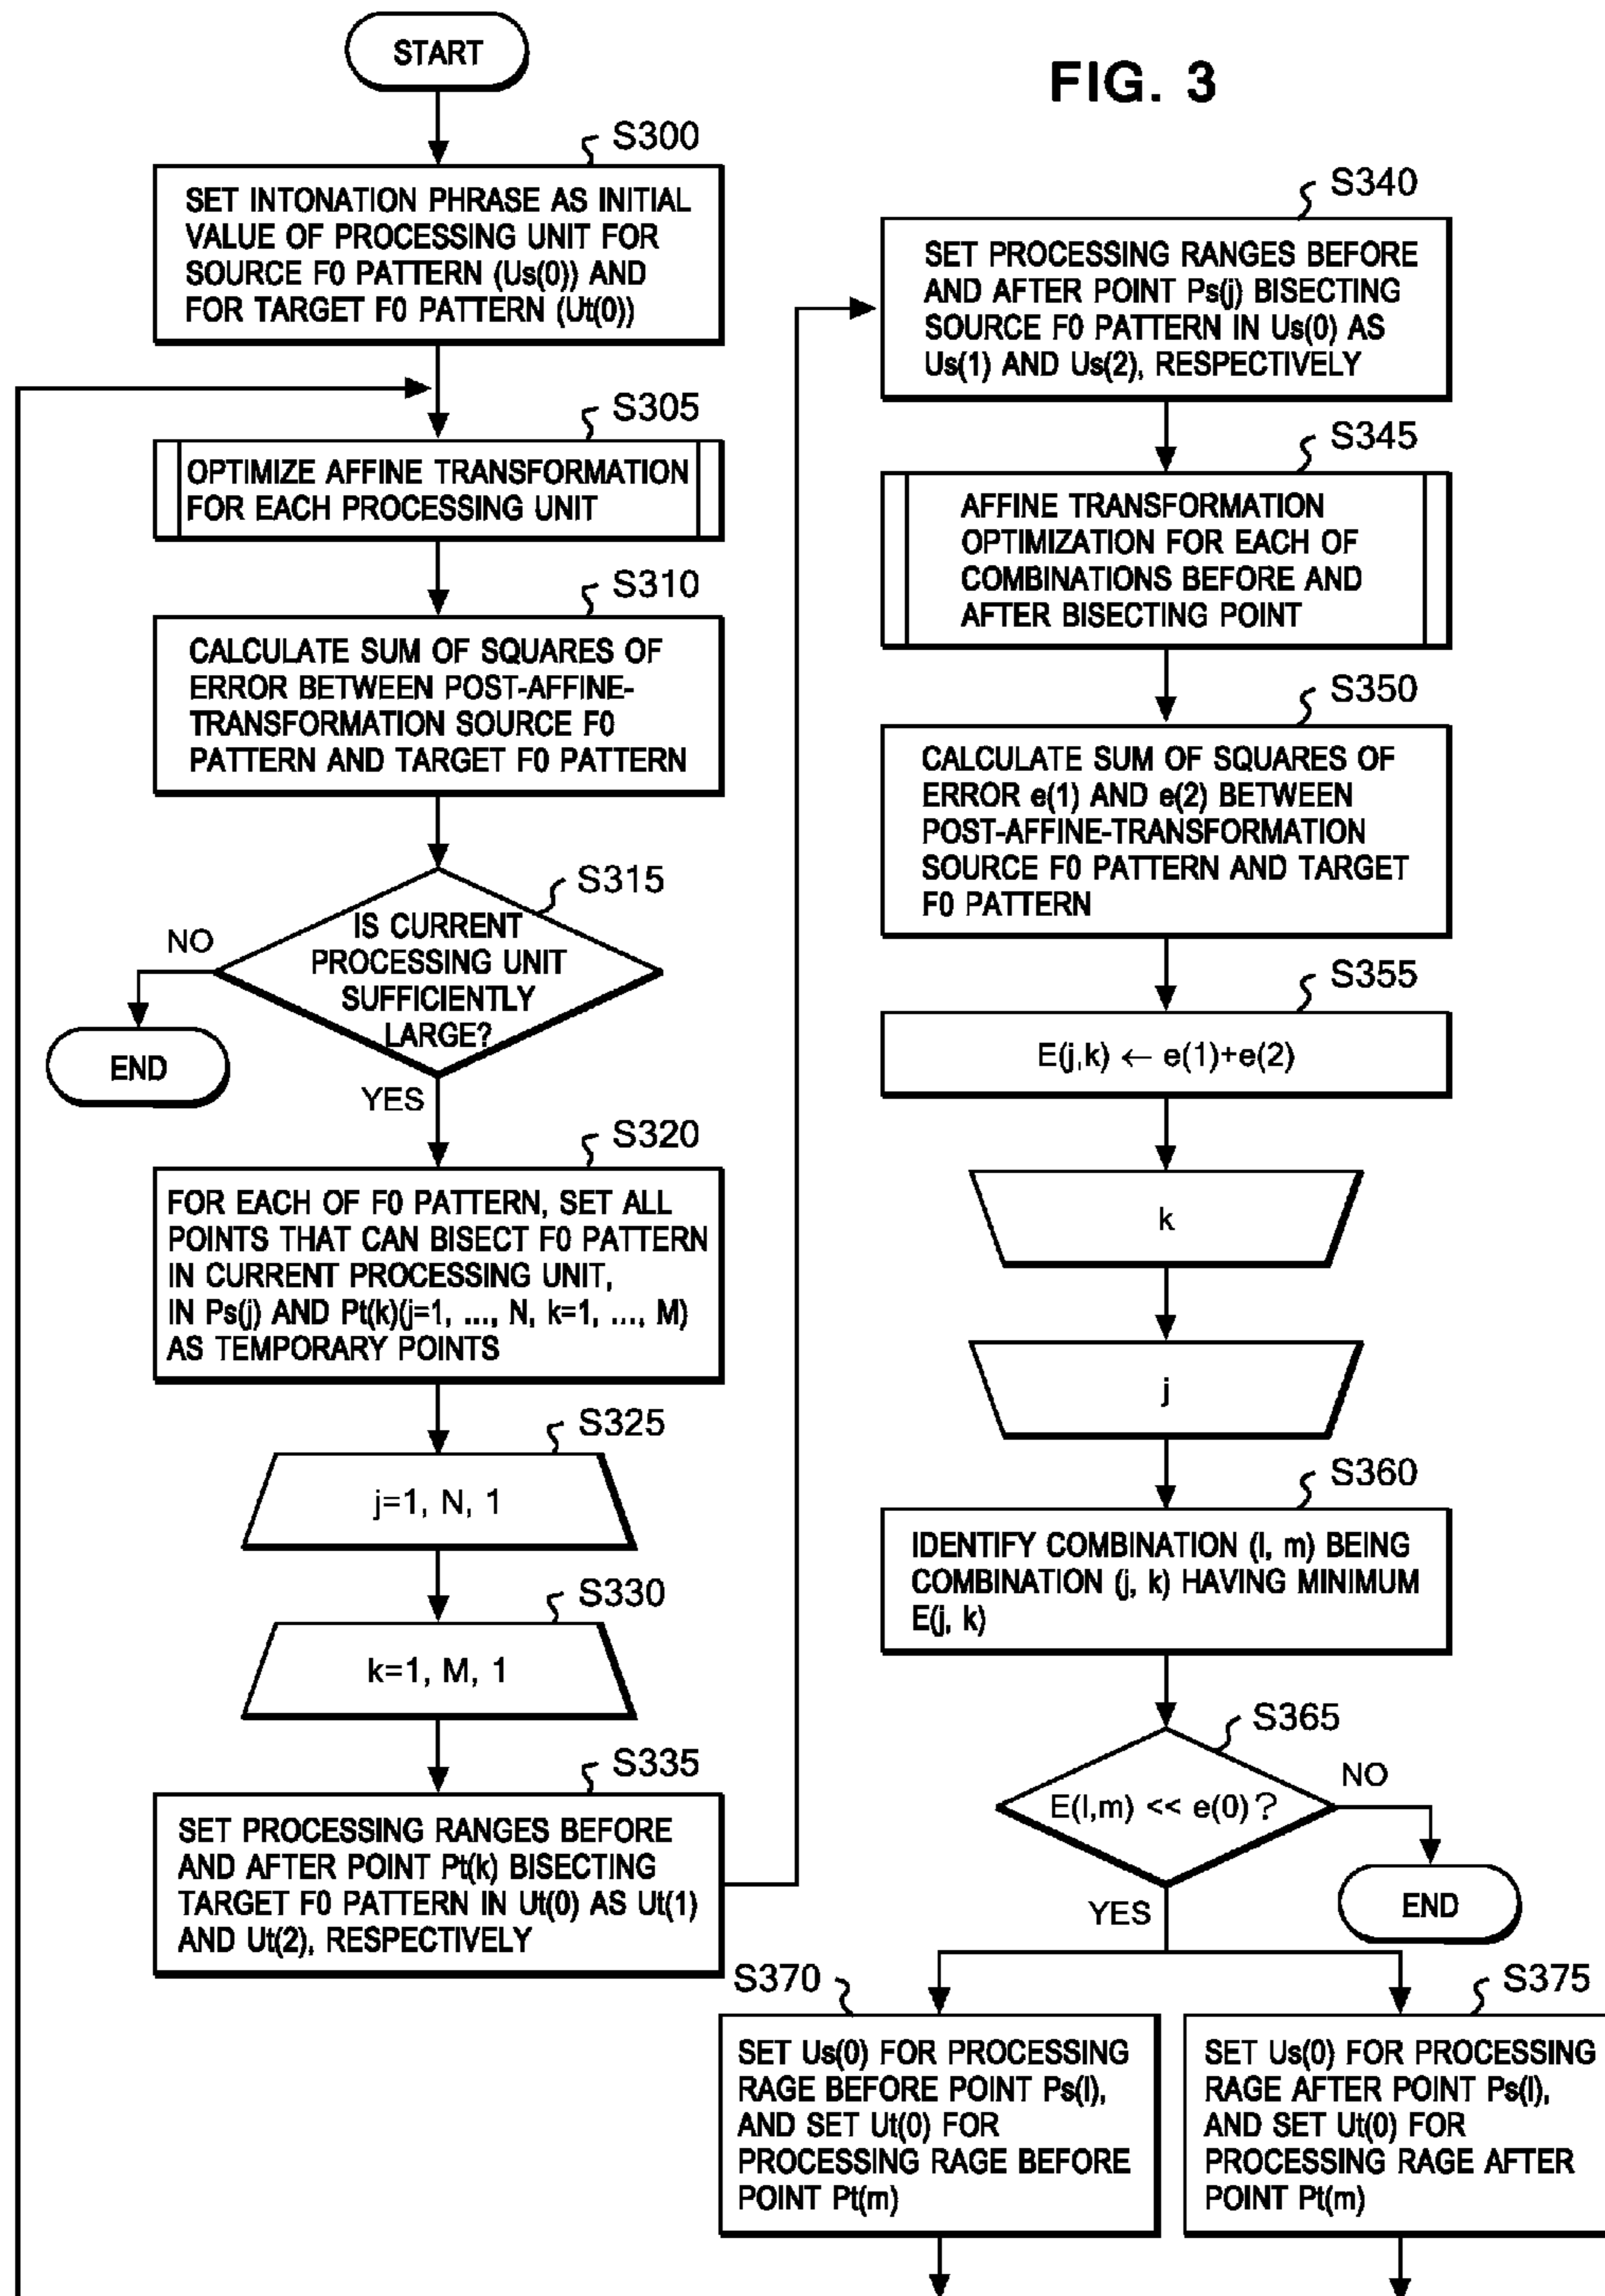 START
FIG. 3
S300
SET INTONATION PHRASE AS INITIAL
VALUE OF PROCESSING UNIT FOR
SOURCE F0 PATTERN (Us(0)) AND
FOR TARGET F0 PATTERN (Ut(0))
S305
OPTIMIZE AFFINE TRANSFORMATION
FOR EACH PROCESSING UNIT
S310
CALCULATE SUM OF SQUARES OF
ERROR BETWEEN POST-AFFINE-
TRANSFORMATION SOURCE F0
PATTERN AND TARGET F0 PATTERN
S315
IS CURRENT
PROCESSING UNIT
SUFFICIENTLY
LARGE?
NO
END
YES
S320
FOR EACH OF F0 PATTERN, SET ALL
POINTS THAT CAN BISECT F0 PATTERN
IN CURRENT PROCESSING UNIT,
IN Ps(j) AND Pt(k)(j=1, ..., N, k=1, ..., M)
AS TEMPORARY POINTS
S325
j=1, N, 1
S330
k=1, M, 1
S335
SET PROCESSING RANGES BEFORE
AND AFTER POINT Pt(k) BISECTING
TARGET F0 PATTERN IN Ut(0) AS Ut(1)
AND Ut(2), RESPECTIVELY
S340
SET PROCESSING RANGES BEFORE
AND AFTER POINT Ps(j) BISECTING
SOURCE F0 PATTERN IN Us(0) AS
Us(1) AND Us(2), RESPECTIVELY
S345
AFFINE TRANSFORMATION
OPTIMIZATION FOR EACH OF
COMBINATIONS BEFORE AND
AFTER BISECTING POINT
S350
CALCULATE SUM OF SQUARES OF
ERROR e(1) AND e(2) BETWEEN
POST-AFFINE-TRANSFORMATION
SOURCE F0 PATTERN AND TARGET
F0 PATTERN
S355
E(j,k) ← e(1)+e(2)
k
j
S360
IDENTIFY COMBINATION (l, m) BEING
COMBINATION (j, k) HAVING MINIMUM
E(j, k)
S365
E(l,m) << e(0)?
NO
END
YES
S370
SET Us(0) FOR PROCESSING
RAGE BEFORE POINT Ps(l),
AND SET Ut(0) FOR
PROCESSING RAGE BEFORE
POINT Pt(m)
S375
SET Us(0) FOR PROCESSING
RAGE AFTER POINT Ps(l),
AND SET Ut(0) FOR
PROCESSING RAGE AFTER
POINT Pt(m)